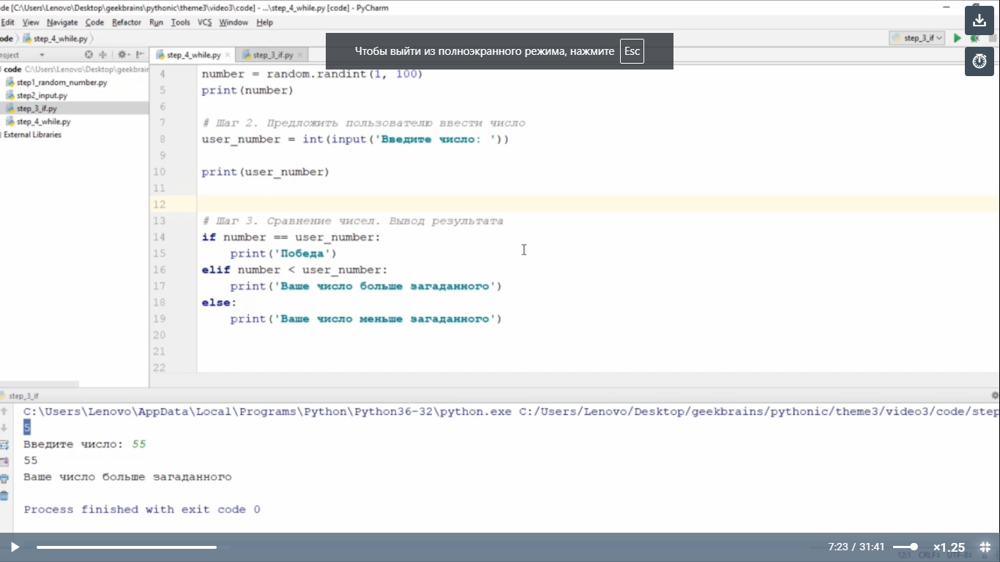 de [C:\Users\Lenovo\Desktop\geekbrains\pythonic\theme3\video3\code] - ...\step_4_while.py [code] - PyCharm
Edit View Navigate Code Refactor Run Tools VCS Window Help
ode step_4_while.py
step_3_if
Чтобы выйти из полноэкранного режима, нажмите Esc
roject
step_4_while.py
step_3_if.py
code C:\Users\Lenovo\Desktop\geekbrair
step1_random_number.py
step2_input.py
step_3_if.py
step_4_while.py
External Libraries
4 number = random.randint(1, 100)
5 print(number)
6
7 # Шаг 2. Предложить пользователю ввести число
8 user_number = int(input('Введите число: '))
9
10 print(user_number)
11
12
13 # Шаг 3. Сравнение чисел. Вывод результата
14 if number == user_number:
15 print('Победа')
16 elif number < user_number:
17 print('Ваше число больше загаданного')
18 else:
19 print('Ваше число меньше загаданного')
20
21
22
step_3_if
C:\Users\Lenovo\AppData\Local\Programs\Python\Python36-32\python.exe C:/Users/Lenovo/Desktop/geekbrains/pythonic/theme3/video3/code/step
5
Введите число: 55
55
Ваше число больше загаданного
Process finished with exit code 0
7:23 / 31:41 ×1.25
12:1 CRLF÷ UTF-8÷